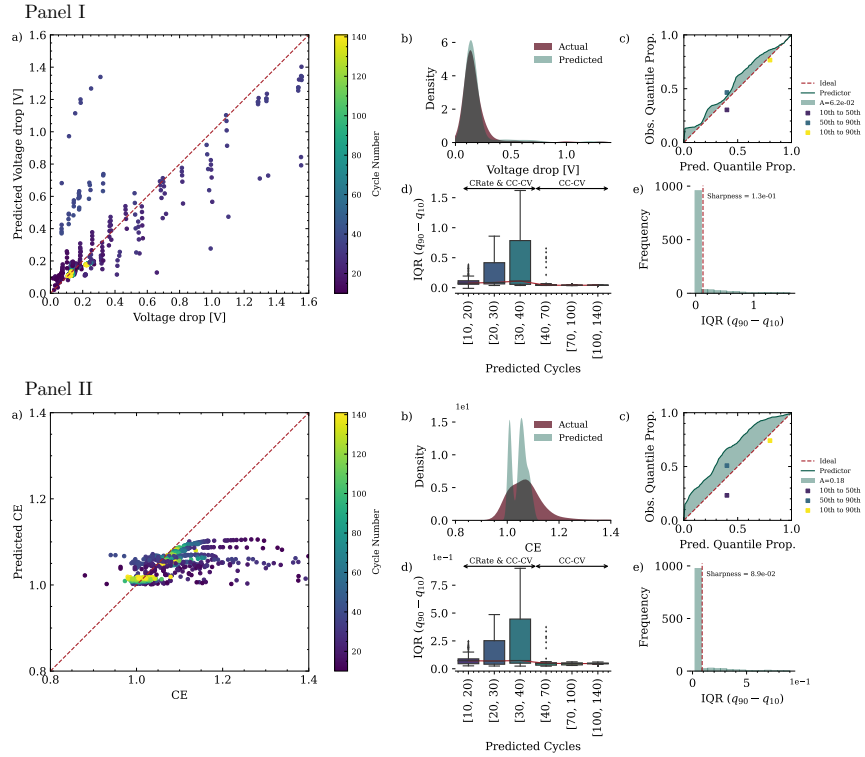 Panel I
a)
Predicted Voltage drop [V]
1.6
1.4
1.2
1.0
0.8
0.6
0.4
0.2
0.0
0.0 0.2 0.4 0.6 0.8 1.0 1.2 1.4 1.6
Voltage drop [V]
140
120
100
80
60
40
20
Cycle Number
b)
Density
6
4
2
0
Actual
Predicted
0.0 0.5 1.0
Voltage drop [V]
c)
Obs. Quantile Prop.
1.0
0.5
0.0
0.0 0.5 1.0
Pred. Quantile Prop.
Ideal
Predictor
A=6.2e-02
10th to 50th
50th to 90th
10th to 90th
d)
CRate & CC-CV CC-CV
IQR (q90 − q10)
1.5
1.0
0.5
0.0
[10, 20) [20, 30) [30, 40) [40, 70) [70, 100) [100, 140)
Predicted Cycles
e)
Frequency
1000
500
0
Sharpness = 1.3e-01
0 1
IQR (q90 − q10)
Panel II
a)
Predicted CE
1.4
1.2
1.0
0.8
0.8 1.0 1.2 1.4
CE
140
120
100
80
60
40
20
Cycle Number
b)
1e1
Density
1.5
1.0
0.5
0.0
Actual
Predicted
0.8 1.0 1.2 1.4
CE
c)
Obs. Quantile Prop.
1.0
0.5
0.0
0.0 0.5 1.0
Pred. Quantile Prop.
Ideal
Predictor
A=0.18
10th to 50th
50th to 90th
10th to 90th
d)
1e−1
CRate & CC-CV CC-CV
IQR (q90 − q10)
7.5
5.0
2.5
0.0
[10, 20) [20, 30) [30, 40) [40, 70) [70, 100) [100, 140)
Predicted Cycles
e)
Frequency
1000
500
0
Sharpness = 8.9e-02
0 5
1e−1
IQR (q90 − q10)